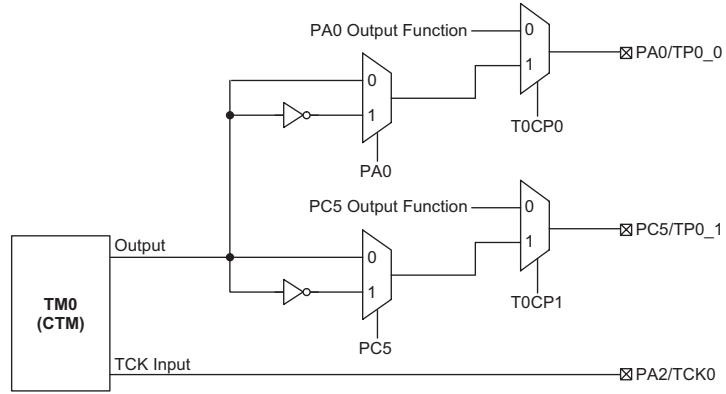 PA0 Output Function
0
1
PA0/TP0_0
0
1
T0CP0
PA0
PC5 Output Function
0
1
PC5/TP0_1
Output
0
1
T0CP1
TM0
(CTM)
PC5
TCK Input
PA2/TCK0